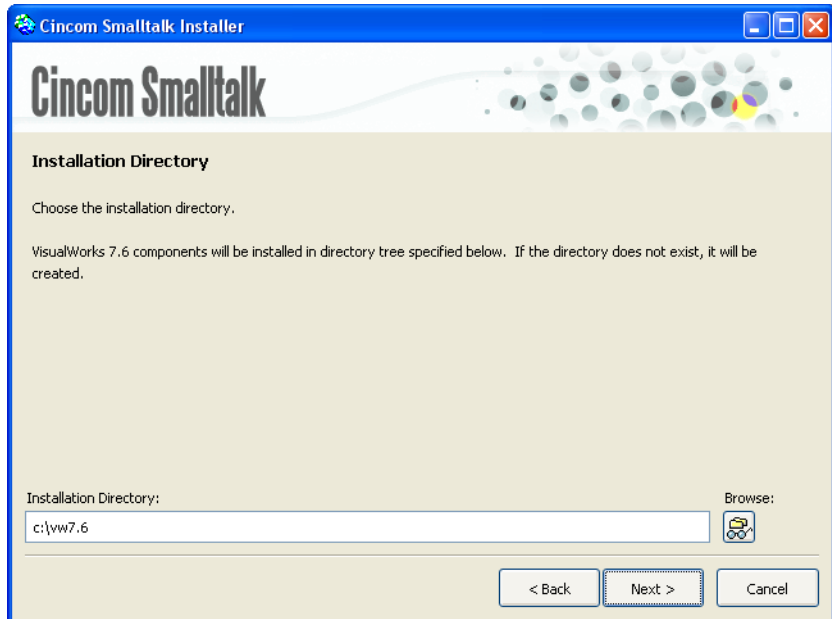 Cincom Smalltalk Installer
Cincom Smalltalk
Installation Directory
Choose the installation directory.
VisualWorks 7.6 components will be installed in directory tree specified below.  If the directory does not exist, it will be
created.
Installation Directory:
Browse:
c:\vw7.6
< Back
Next >
Cancel